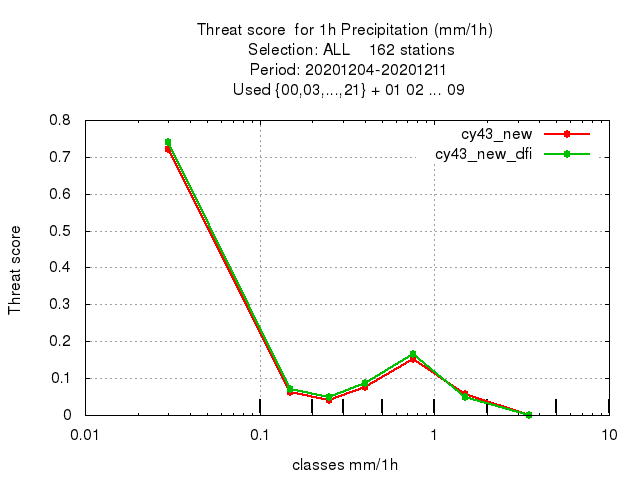 Threat score  for 1h Precipitation (mm/1h)
Selection: ALL    162 stations
Period: 20201204-20201211
Used {00,03,...,21} + 01 02 ... 09
cy43_new
cy43_new_dfi
0.8
0.7
0.6
0.5
0.4
0.3
0.2
0.1
0
Threat score
0.01 0.1 1 10
classes mm/1h